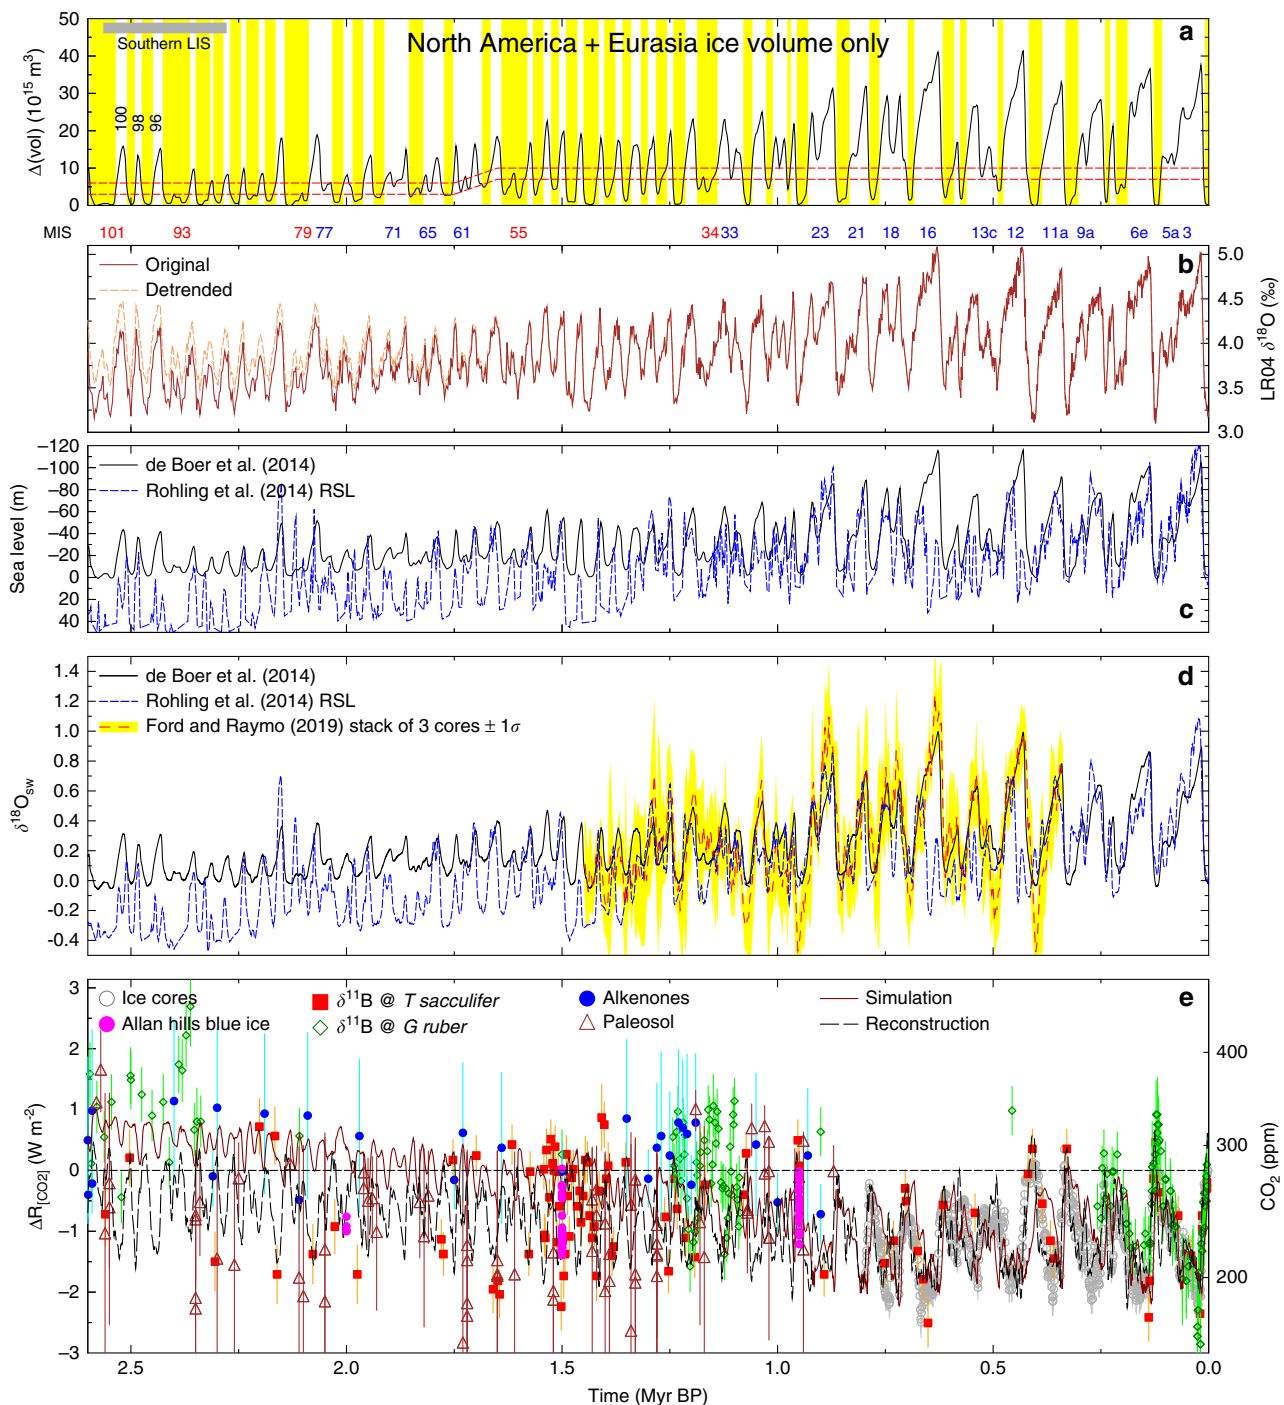 50
40
30
20
10
0
Δ(vol) (10¹⁵ m³)
Southern LIS
North America + Eurasia ice volume only
a
100
98
96
MIS
101 93 79 77 71 65 61 55 34 33 23 21 18 16 13c 12 11a 9a 6e 5a 3
b
Original
Detrended
5.0
4.5
4.0
3.5
3.0
LR04 δ¹⁸O (‰)
−120
−100
−80
−60
−40
−20
0
20
40
Sea level (m)
de Boer et al. (2014)
Rohling et al. (2014) RSL
c
1.4
1.2
1.0
0.8
0.6
0.4
0.2
0.0
-0.2
-0.4
δ¹⁸Osw
de Boer et al. (2014)
Rohling et al. (2014) RSL
Ford and Raymo (2019) stack of 3 cores ± 1σ
d
3
2
1
0
−1
−2
−3
ΔR[CO2] (W m⁻²)
Ice cores
Allan hills blue ice
δ¹¹B @ T sacculifer
δ¹¹B @ G ruber
Alkenones
Paleosol
Simulation
Reconstruction
e
400
300
200
CO₂ (ppm)
2.5 2.0 1.5 1.0 0.5 0.0
Time (Myr BP)